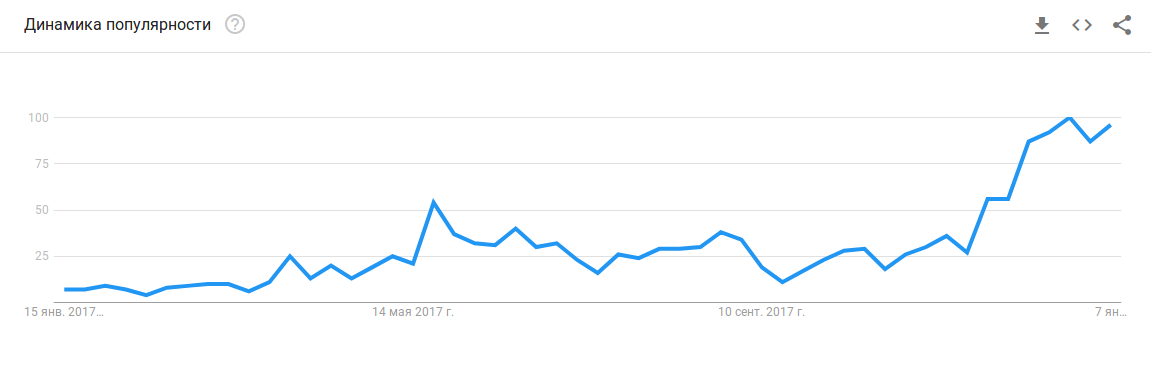 Динамика популярности
100
75
50
25
15 янв. 2017…
14 мая 2017 г.
10 сент. 2017 г.
7 ян…